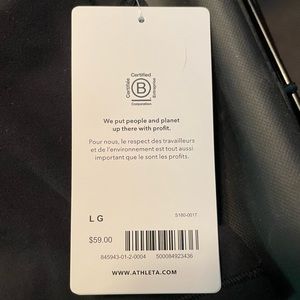 Certified
Certifiée
B
Entreprise
Corporation
We put people and planet
up there with profit.
Pour nous, le respect des travailleurs
et de l'environnement est tout aussi
important que le sont les profits.
L G
S180-0017
$59.00
845943-01-2-0004 500084923436
WWW.ATHLETA.COM